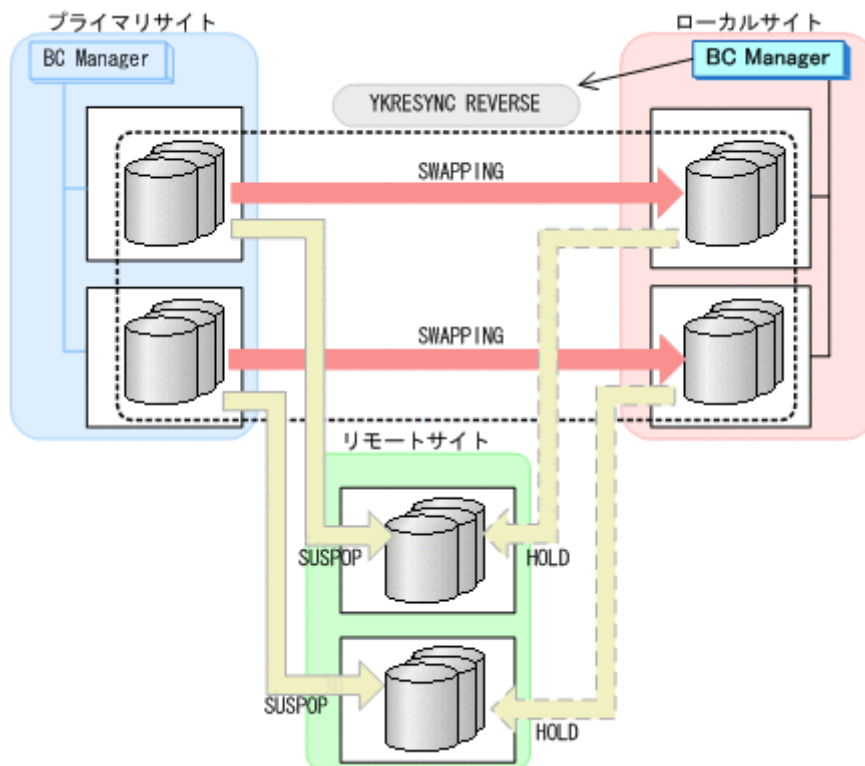 プライマリサイト
ローカルサイト
BC Manager
BC Manager
YKRESYNC REVERSE
SWAPPING
SWAPPING
リモートサイト
SUSPOP
HOLD
SUSPOP
HOLD